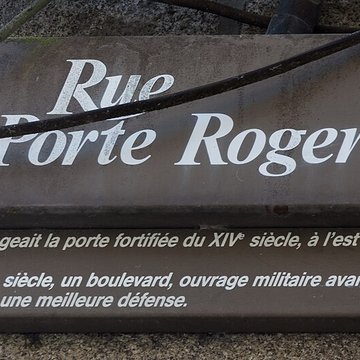 Rue
Porte Roger
geait la porte fortifiée du XIVe siècle, à l'est
siècle, un boulevard, ouvrage militaire avan
une meilleure défense.